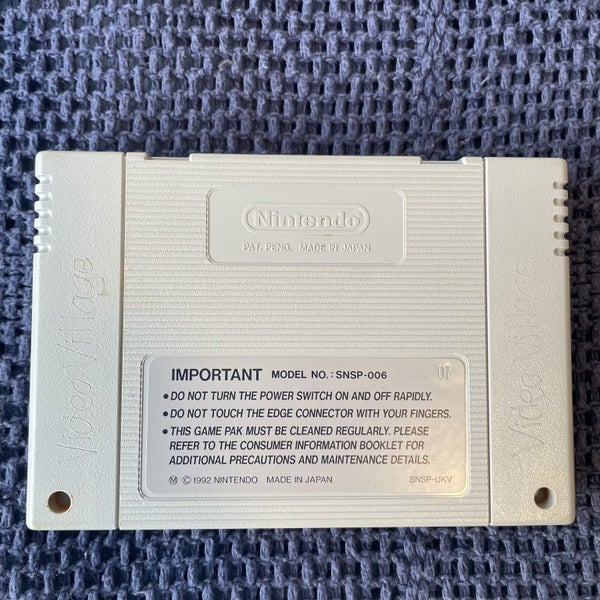 Nintendo
PAT. PEND. MADE IN JAPAN
Video Village
Video Village
IMPORTANT MODEL NO. : SNSP-006 07
• DO NOT TURN THE POWER SWITCH ON AND OFF RAPIDLY.
• DO NOT TOUCH THE EDGE CONNECTOR WITH YOUR FINGERS.
• THIS GAME PAK MUST BE CLEANED REGULARLY. PLEASE
REFER TO THE CONSUMER INFORMATION BOOKLET FOR
ADDITIONAL PRECAUTIONS AND MAINTENANCE DETAILS.
Ⓜ © 1992 NINTENDO MADE IN JAPAN SNSP-UKV